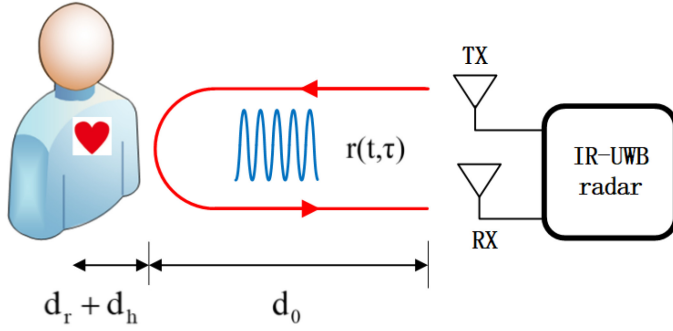 TX
r(t,τ)
IR-UWB
radar
RX
d_r + d_h
d_0